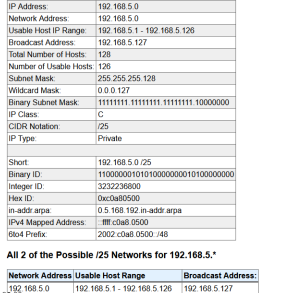 IP Address: 192.168.5.0
Network Address: 192.168.5.0
Usable Host IP Range: 192.168.5.1 - 192.168.5.126
Broadcast Address: 192.168.5.127
Total Number of Hosts: 128
Number of Usable Hosts: 126
Subnet Mask: 255.255.255.128
Wildcard Mask: 0.0.0.127
Binary Subnet Mask: 11111111.11111111.11111111.10000000
IP Class: C
CIDR Notation: /25
IP Type: Private
Short: 192.168.5.0 /25
Binary ID: 11000000101010000000010100000000
Integer ID: 3232236800
Hex ID: 0xc0a80500
in-addr.arpa: 0.5.168.192.in-addr.arpa
IPv4 Mapped Address: ::ffff:c0a8.0500
6to4 Prefix: 2002:c0a8.0500::/48
All 2 of the Possible /25 Networks for 192.168.5.*
Network Address Usable Host Range Broadcast Address:
192.168.5.0 192.168.5.1 - 192.168.5.126 192.168.5.127